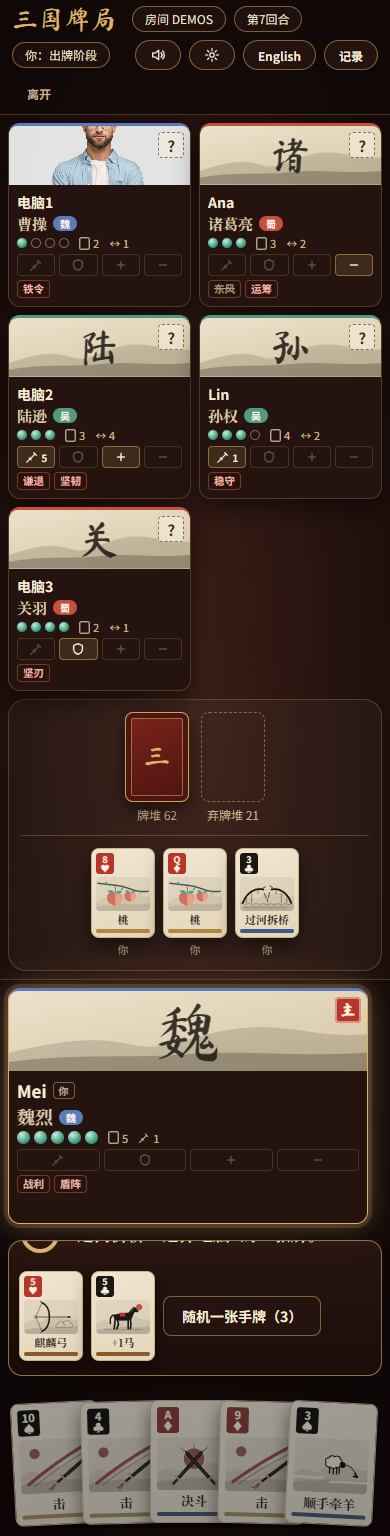 三国牌局
房间 DEMOS
第7回合
你: 出牌阶段
English
记录
离开
?
电脑1
曹操 魏
2 ↔1
+ −
铁令
诸
?
Ana
诸葛亮 蜀
3 ↔2
+ −
东风 运筹
陆
?
电脑2
陆逊 吴
3 ↔4
5 + −
谦退 坚韧
孙
?
Lin
孙权 吴
4 ↔2
1 + −
稳守
关
?
电脑3
关羽 蜀
2 ↔1
+ −
坚刃
三
牌堆 62
弃牌堆 21
8
桃
你
Q
桃
你
3
过河拆桥
你
魏
主
Mei 你
魏烈 魏
5 1
+ −
战利 盾阵
5
麒麟弓
5
+1马
随机一张手牌（3）
10
击
4
击
A
决斗
9
击
3
顺手牵羊